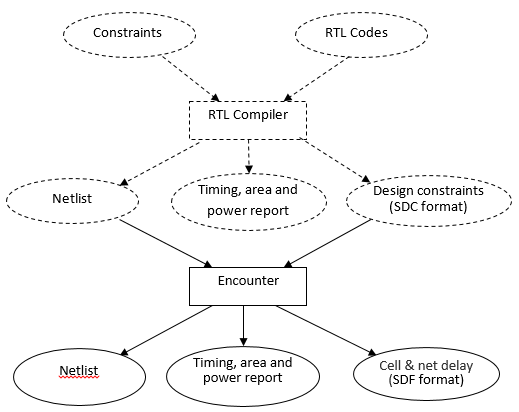 Constraints
RTL Codes
RTL Compiler
Netlist
Timing, area and
power report
Design constraints
(SDC format)
Encounter
Netlist
Timing, area and
power report
Cell & net delay
(SDF format)